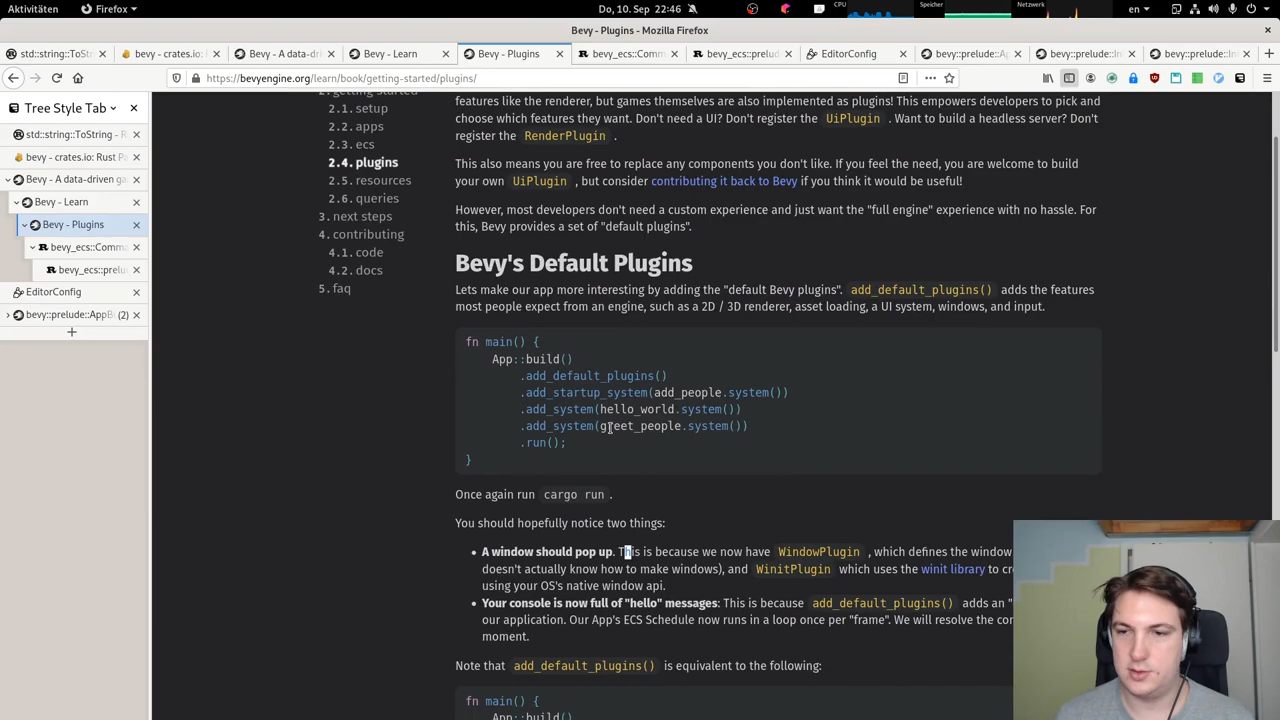 Aktivitäten
Firefox
Do, 10. Sep 22:46
CPU
Speicher
Netzwerk
en
Bevy - Plugins - Mozilla Firefox
std::string::ToStr
bevy - crates.io: R
Bevy - A data-driv
Bevy - Learn
Bevy - Plugins
bevy_ecs::Comm
bevy_ecs::prelud
EditorConfig
bevy::prelude::A
bevy::prelude::In
bevy::prelude::In
https://bevyengine.org/learn/book/getting-started/plugins/
Tree Style Tab
std::string::ToString - R
bevy - crates.io: Rust Pa
Bevy - A data-driven ga
Bevy - Learn
Bevy - Plugins
bevy_ecs::Comma
bevy_ecs::prelu
EditorConfig
bevy::prelude::AppB (2)
2.1. setup
2.2. apps
2.3. ecs
2.4. plugins
2.5. resources
2.6. queries
3. next steps
4. contributing
4.1. code
4.2. docs
5. faq
features like the renderer, but games themselves are also implemented as plugins! This empowers developers to pick and
choose which features they want. Don't need a UI? Don't register the UiPlugin . Want to build a headless server? Don't
register the RenderPlugin .
This also means you are free to replace any components you don't like. If you feel the need, you are welcome to build
your own UiPlugin , but consider contributing it back to Bevy if you think it would be useful!
However, most developers don't need a custom experience and just want the "full engine" experience with no hassle. For
this, Bevy provides a set of "default plugins".
Bevy's Default Plugins
Lets make our app more interesting by adding the "default Bevy plugins". add_default_plugins() adds the features
most people expect from an engine, such as a 2D / 3D renderer, asset loading, a UI system, windows, and input.
fn main() {
App::build()
.add_default_plugins()
.add_startup_system(add_people.system())
.add_system(hello_world.system())
.add_system(greet_people.system())
.run();
}
Once again run cargo run .
You should hopefully notice two things:
• A window should pop up. This is because we now have WindowPlugin , which defines the window
doesn't actually know how to make windows), and WinitPlugin which uses the winit library to cr
using your OS's native window api.
• Your console is now full of "hello" messages: This is because add_default_plugins() adds an "
our application. Our App's ECS Schedule now runs in a loop once per "frame". We will resolve the con
moment.
Note that add_default_plugins() is equivalent to the following:
fn main() {
App::build()